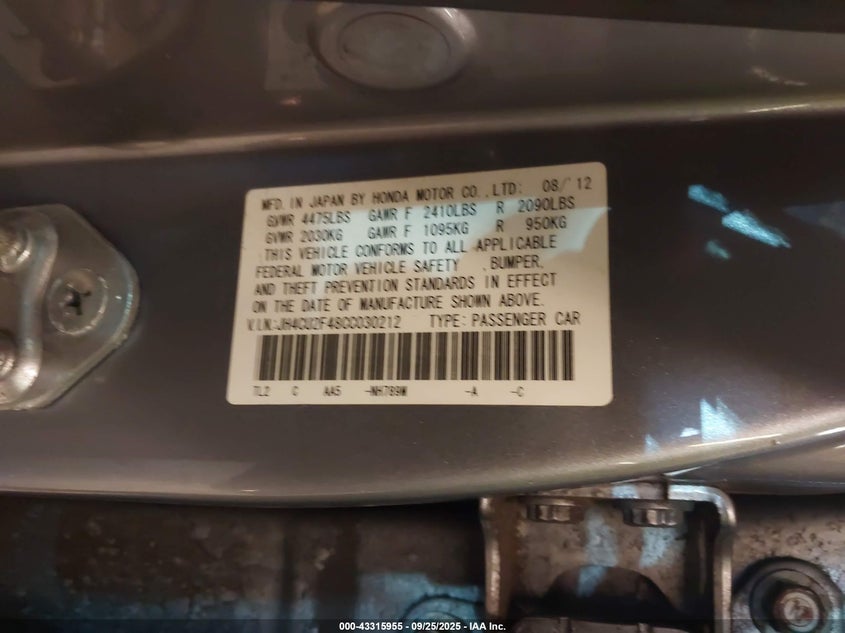 MFD. IN JAPAN BY HONDA MOTOR CO.,LTD: 08/'12
GVWR 4475LBS GAWR F 2410LBS R 2090LBS
GVWR 2030KG GAWR F 1095KG R 950KG
THIS VEHICLE CONFORMS TO ALL APPLICABLE
FEDERAL MOTOR VEHICLE SAFETY ,BUMPER,
AND THEFT PREVENTION STANDARDS IN EFFECT
ON THE DATE OF MANUFACTURE SHOWN ABOVE.
V.I.N.:JH4CU2F48CC030212 TYPE: PASSENGER CAR
TL2 C AA5 -NH789M -A -C
000-43315955 - 09/25/2025 - IAA Inc.